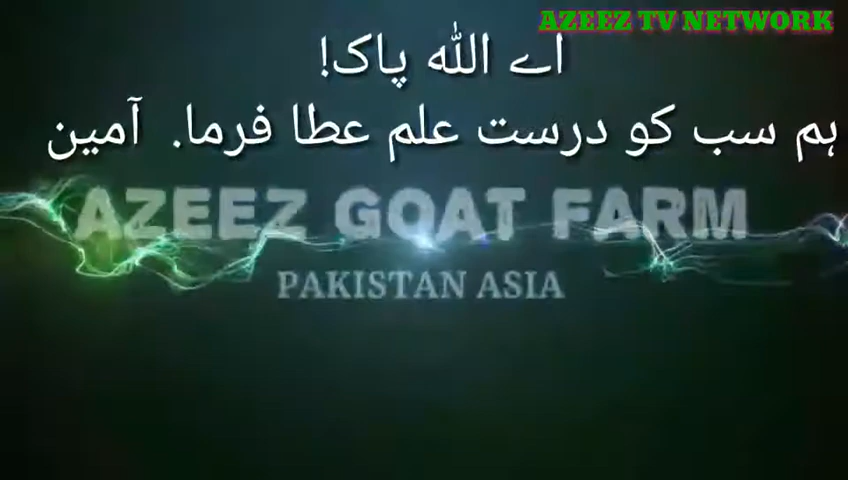 AZEEZ TV NETWORK
اے اللہ پاک!
ہم سب کو درست علم عطا فرما. آمین
AZEEZ GOAT FARM
PAKISTAN ASIA